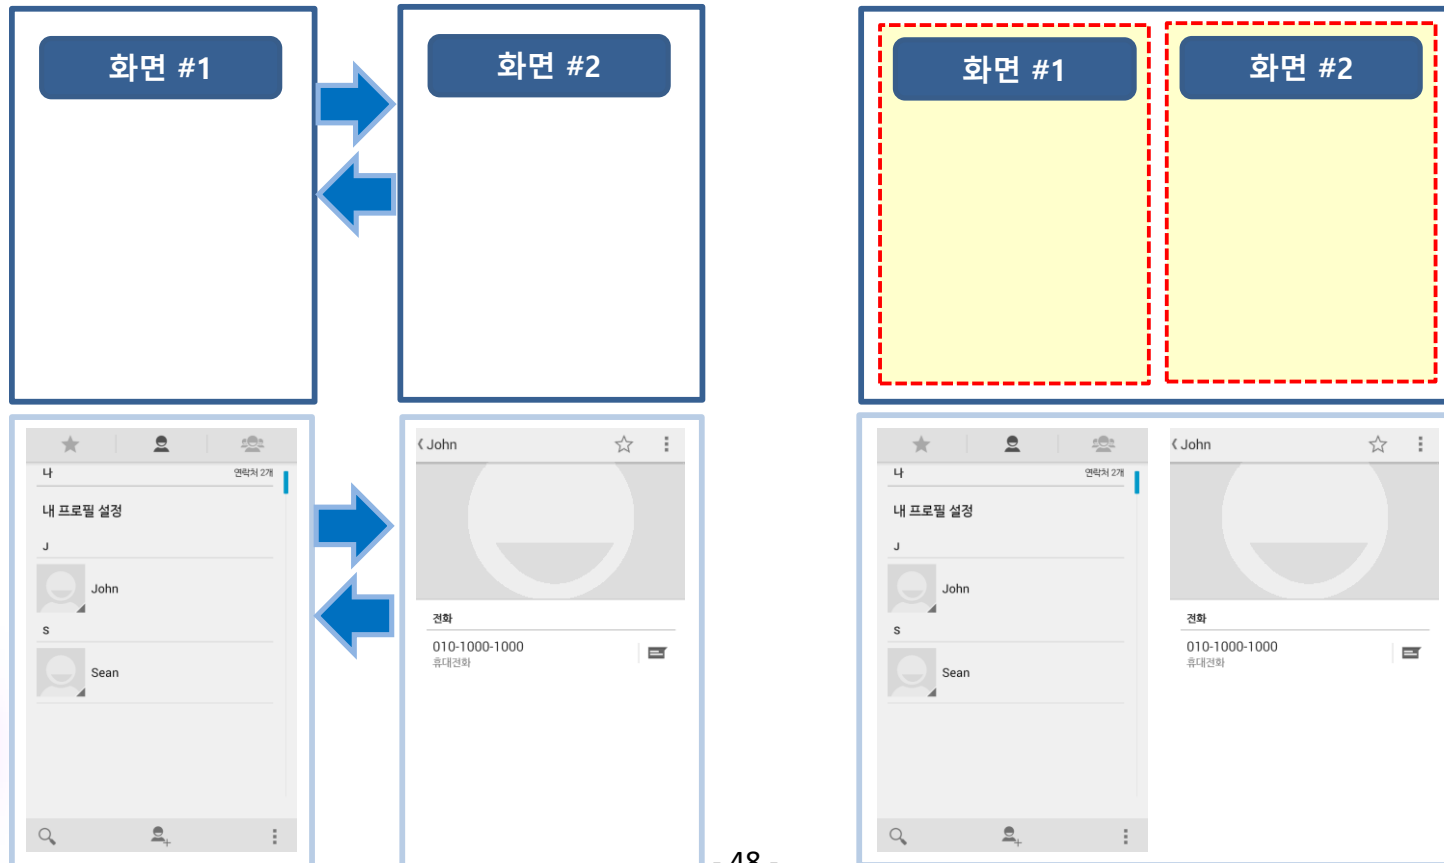 화면 #1
화면 #2
화면 #1
화면 #2
나 연락처 2개
내 프로필 설정
J
John
S
Sean
John
전화
010-1000-1000
휴대전화
나 연락처 2개
내 프로필 설정
J
John
S
Sean
John
전화
010-1000-1000
휴대전화
- 48 -